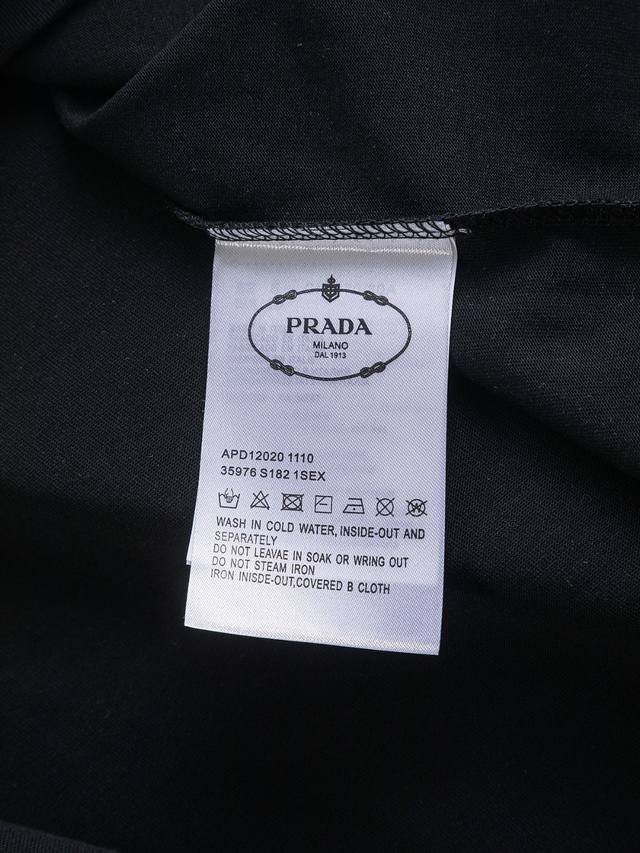 PRADA
MILANO
DAL 1913
APD12020 1110
35976 S182 1SEX
WASH IN COLD WATER, INSIDE-OUT AND
SEPARATELY
DO NOT LEAVAE IN SOAK OR WRING OUT
DO NOT STEAM IRON
IRON INISDE-OUT,COVERED B CLOTH